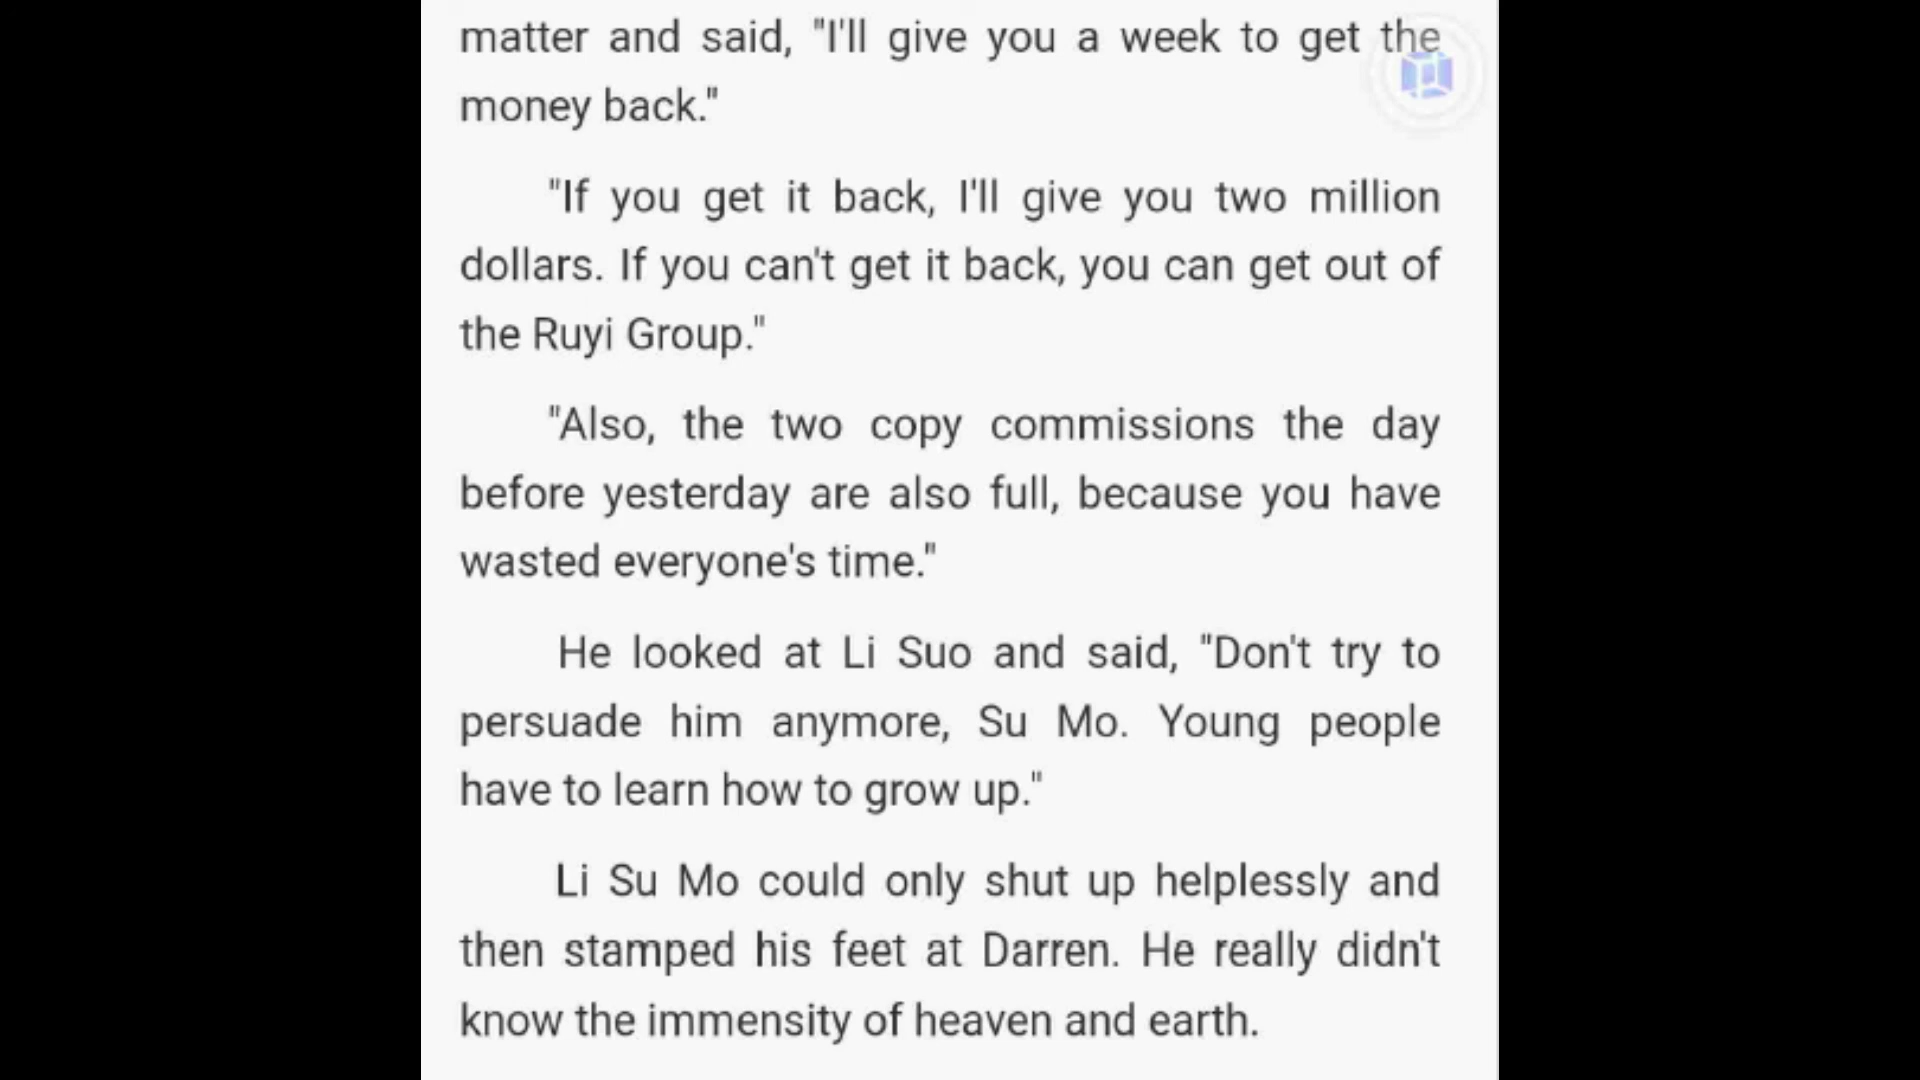 matter and said, "I'll give you a week to get the
money back."
"If you get it back, I'll give you two million
dollars. If you can't get it back, you can get out of
the Ruyi Group."
"Also, the two copy commissions the day
before yesterday are also full, because you have
wasted everyone's time."
He looked at Li Suo and said, "Don't try to
persuade him anymore, Su Mo. Young people
have to learn how to grow up."
Li Su Mo could only shut up helplessly and
then stamped his feet at Darren. He really didn't
know the immensity of heaven and earth.